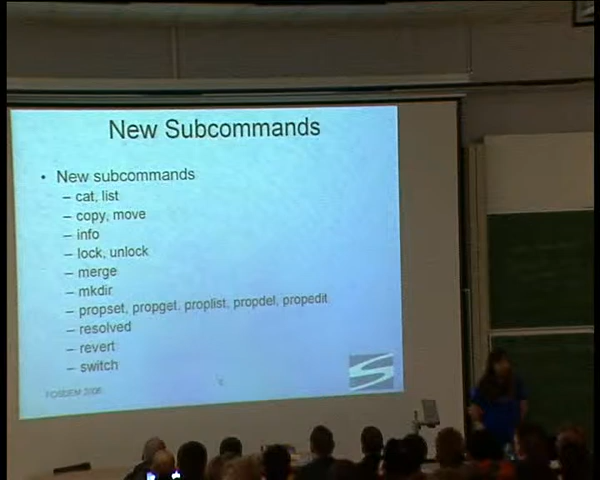 New Subcommands
• New subcommands
– cat, list
– copy, move
– info
– lock, unlock
– merge
– mkdir
– propset, propget, proplist, propdel, propedit
– resolved
– revert
– switch
FOSDEM 2006